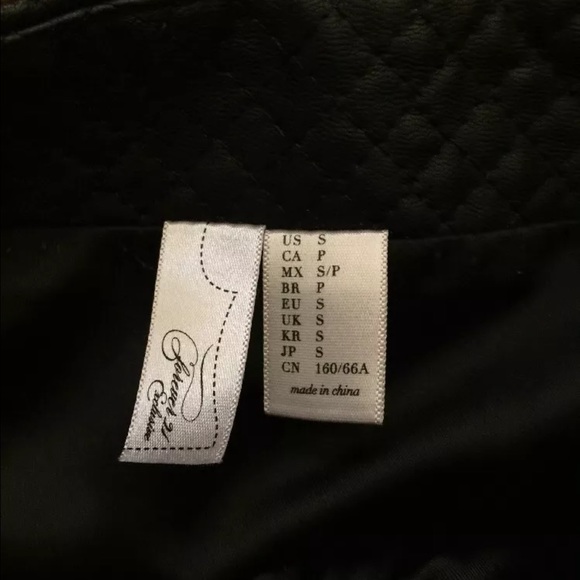 Forever 21
Exclusive
US S
CA P
MX S/P
BR P
EU S
UK S
KR S
JP S
CN 160/66A
made in china